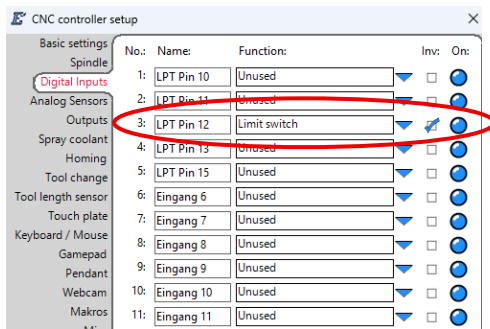 CNC controller setup
Basic settings
Spindle
Digital Inputs
Analog Sensors
Outputs
Spray coolant
Homing
Tool change
Tool length sensor
Touch plate
Keyboard / Mouse
Gamepad
Pendant
Webcam
Makros
No.: Name: Function: Inv: On:
1: LPT Pin 10 Unused
2: LPT Pin 11 Unused
3: LPT Pin 12 Limit switch
4: LPT Pin 13 Unused
5: LPT Pin 15 Unused
6: Eingang 6 Unused
7: Eingang 7 Unused
8: Eingang 8 Unused
9: Eingang 9 Unused
10: Eingang 10 Unused
11: Eingang 11 Unused